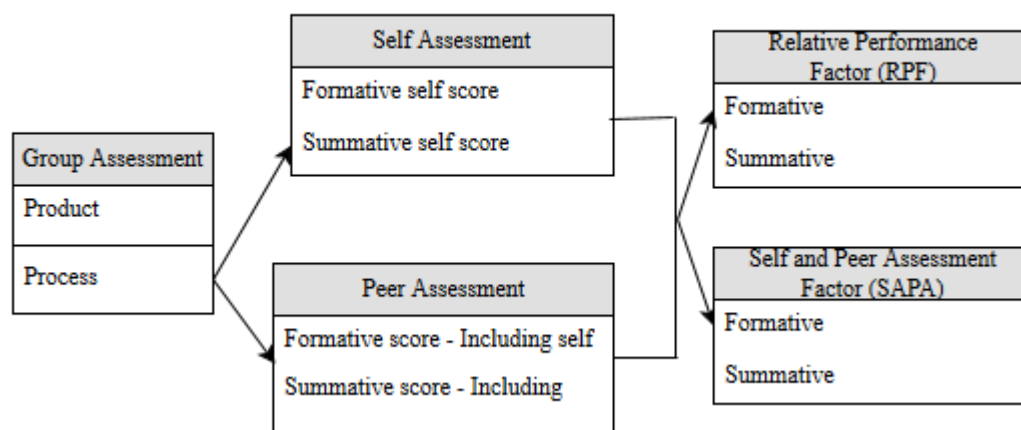 Group Assessment
Product
Process
Self Assessment
Formative self score
Summative self score
Peer Assessment
Formative score - Including self
Summative score - Including
Relative Performance
Factor (RPF)
Formative
Summative
Self and Peer Assessment
Factor (SAPA)
Formative
Summative